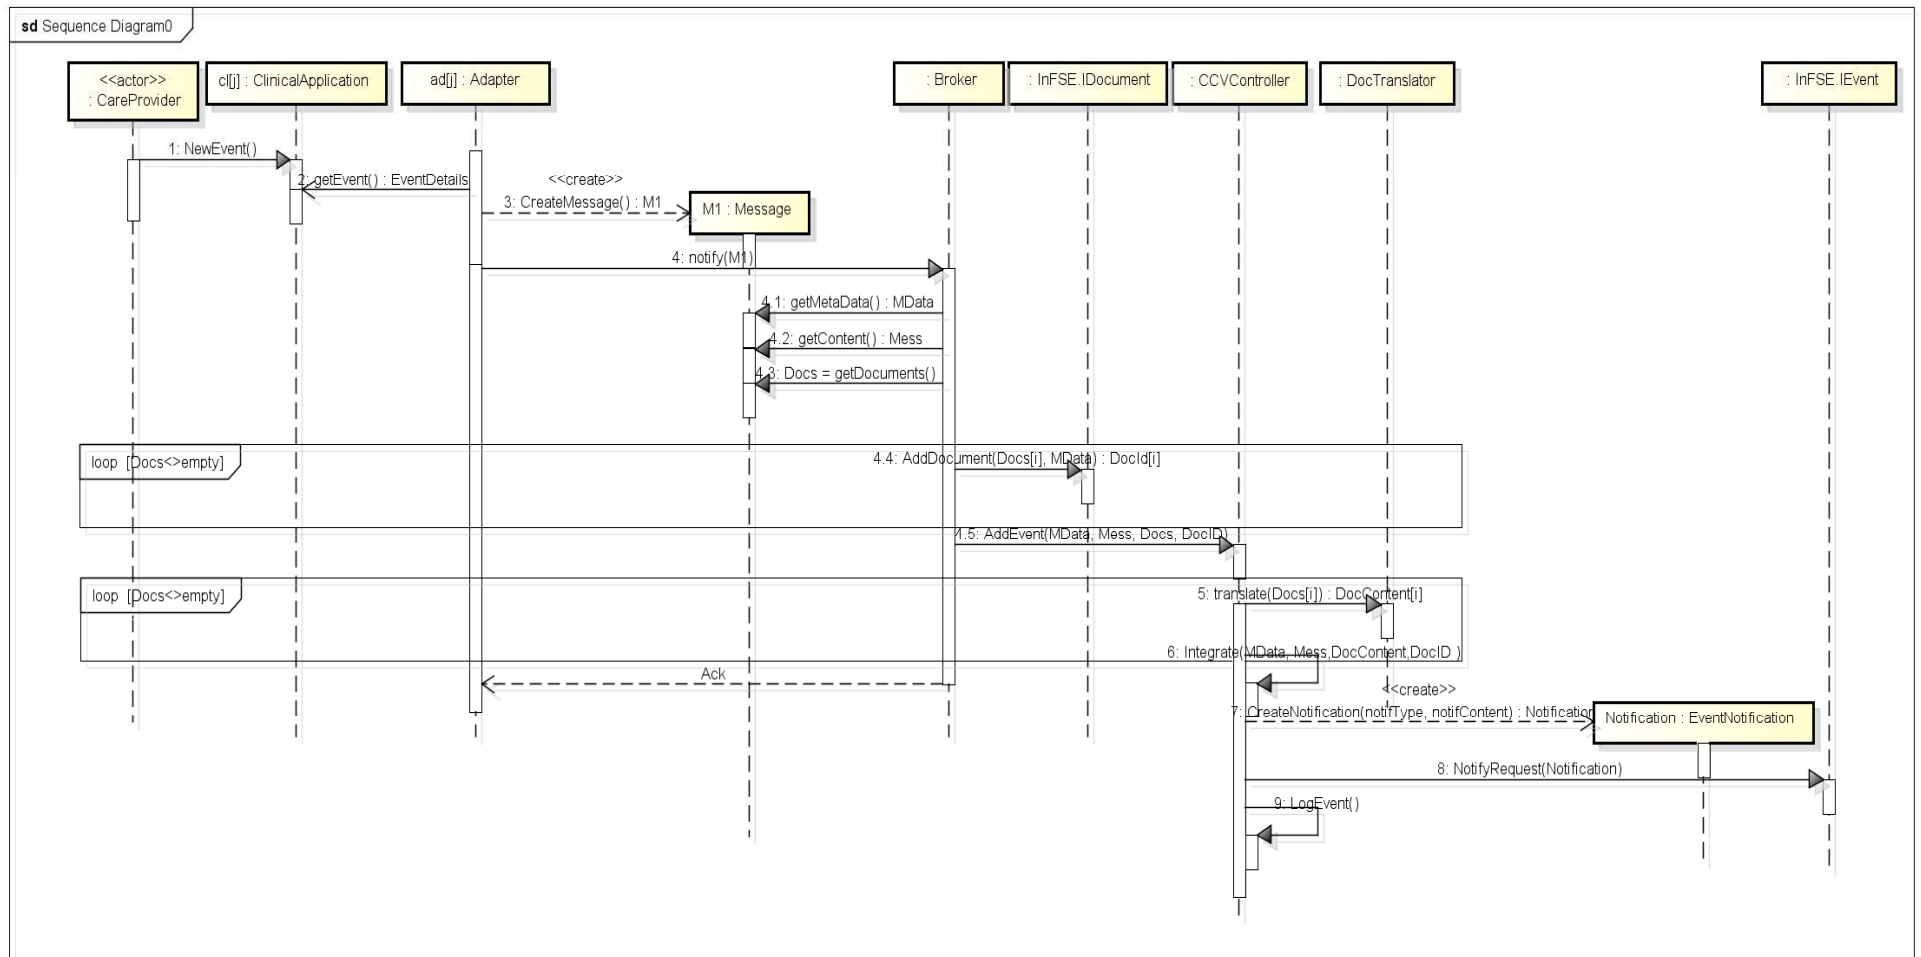 sd Sequence Diagram0
<<actor>>
: CareProvider
cl[j] : ClinicalApplication
ad[j] : Adapter
: Broker
: InFSE.IDocument
: CCVController
: DocTranslator
: InFSE.IEvent
1: NewEvent()
2: getEvent() : EventDetails
<<create>>
3: CreateMessage() : M1
M1 : Message
4: notify(M1)
4.1: getMetaData() : MData
4.2: getContent() : Mess
4.3: Docs = getDocuments()
loop [Docs<>empty]
4.4: AddDocument(Docs[i], MData) : DocId[i]
4.5: AddEvent(MData, Mess, Docs, DocID)
loop [Docs<>empty]
5: translate(Docs[i]) : DocContent[i]
6: Integrate(MData, Mess,DocContent,DocID )
Ack
<<create>>
7: CreateNotification(notifType, notifContent) : Notification
Notification : EventNotification
8: NotifyRequest(Notification)
9: LogEvent()